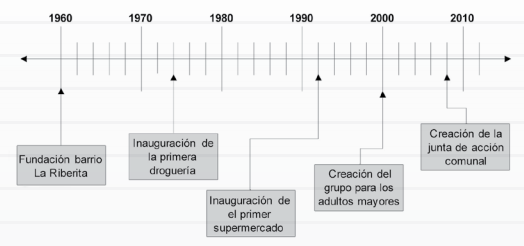 1960 1970 1980 1990 2000 2010
Fundación barrio
La Riberita
Inauguración de
la primera
droguería
Inauguración de
el primer
supermercado
Creación del
grupo para los
adultos mayores
Creación de la
junta de acción
comunal